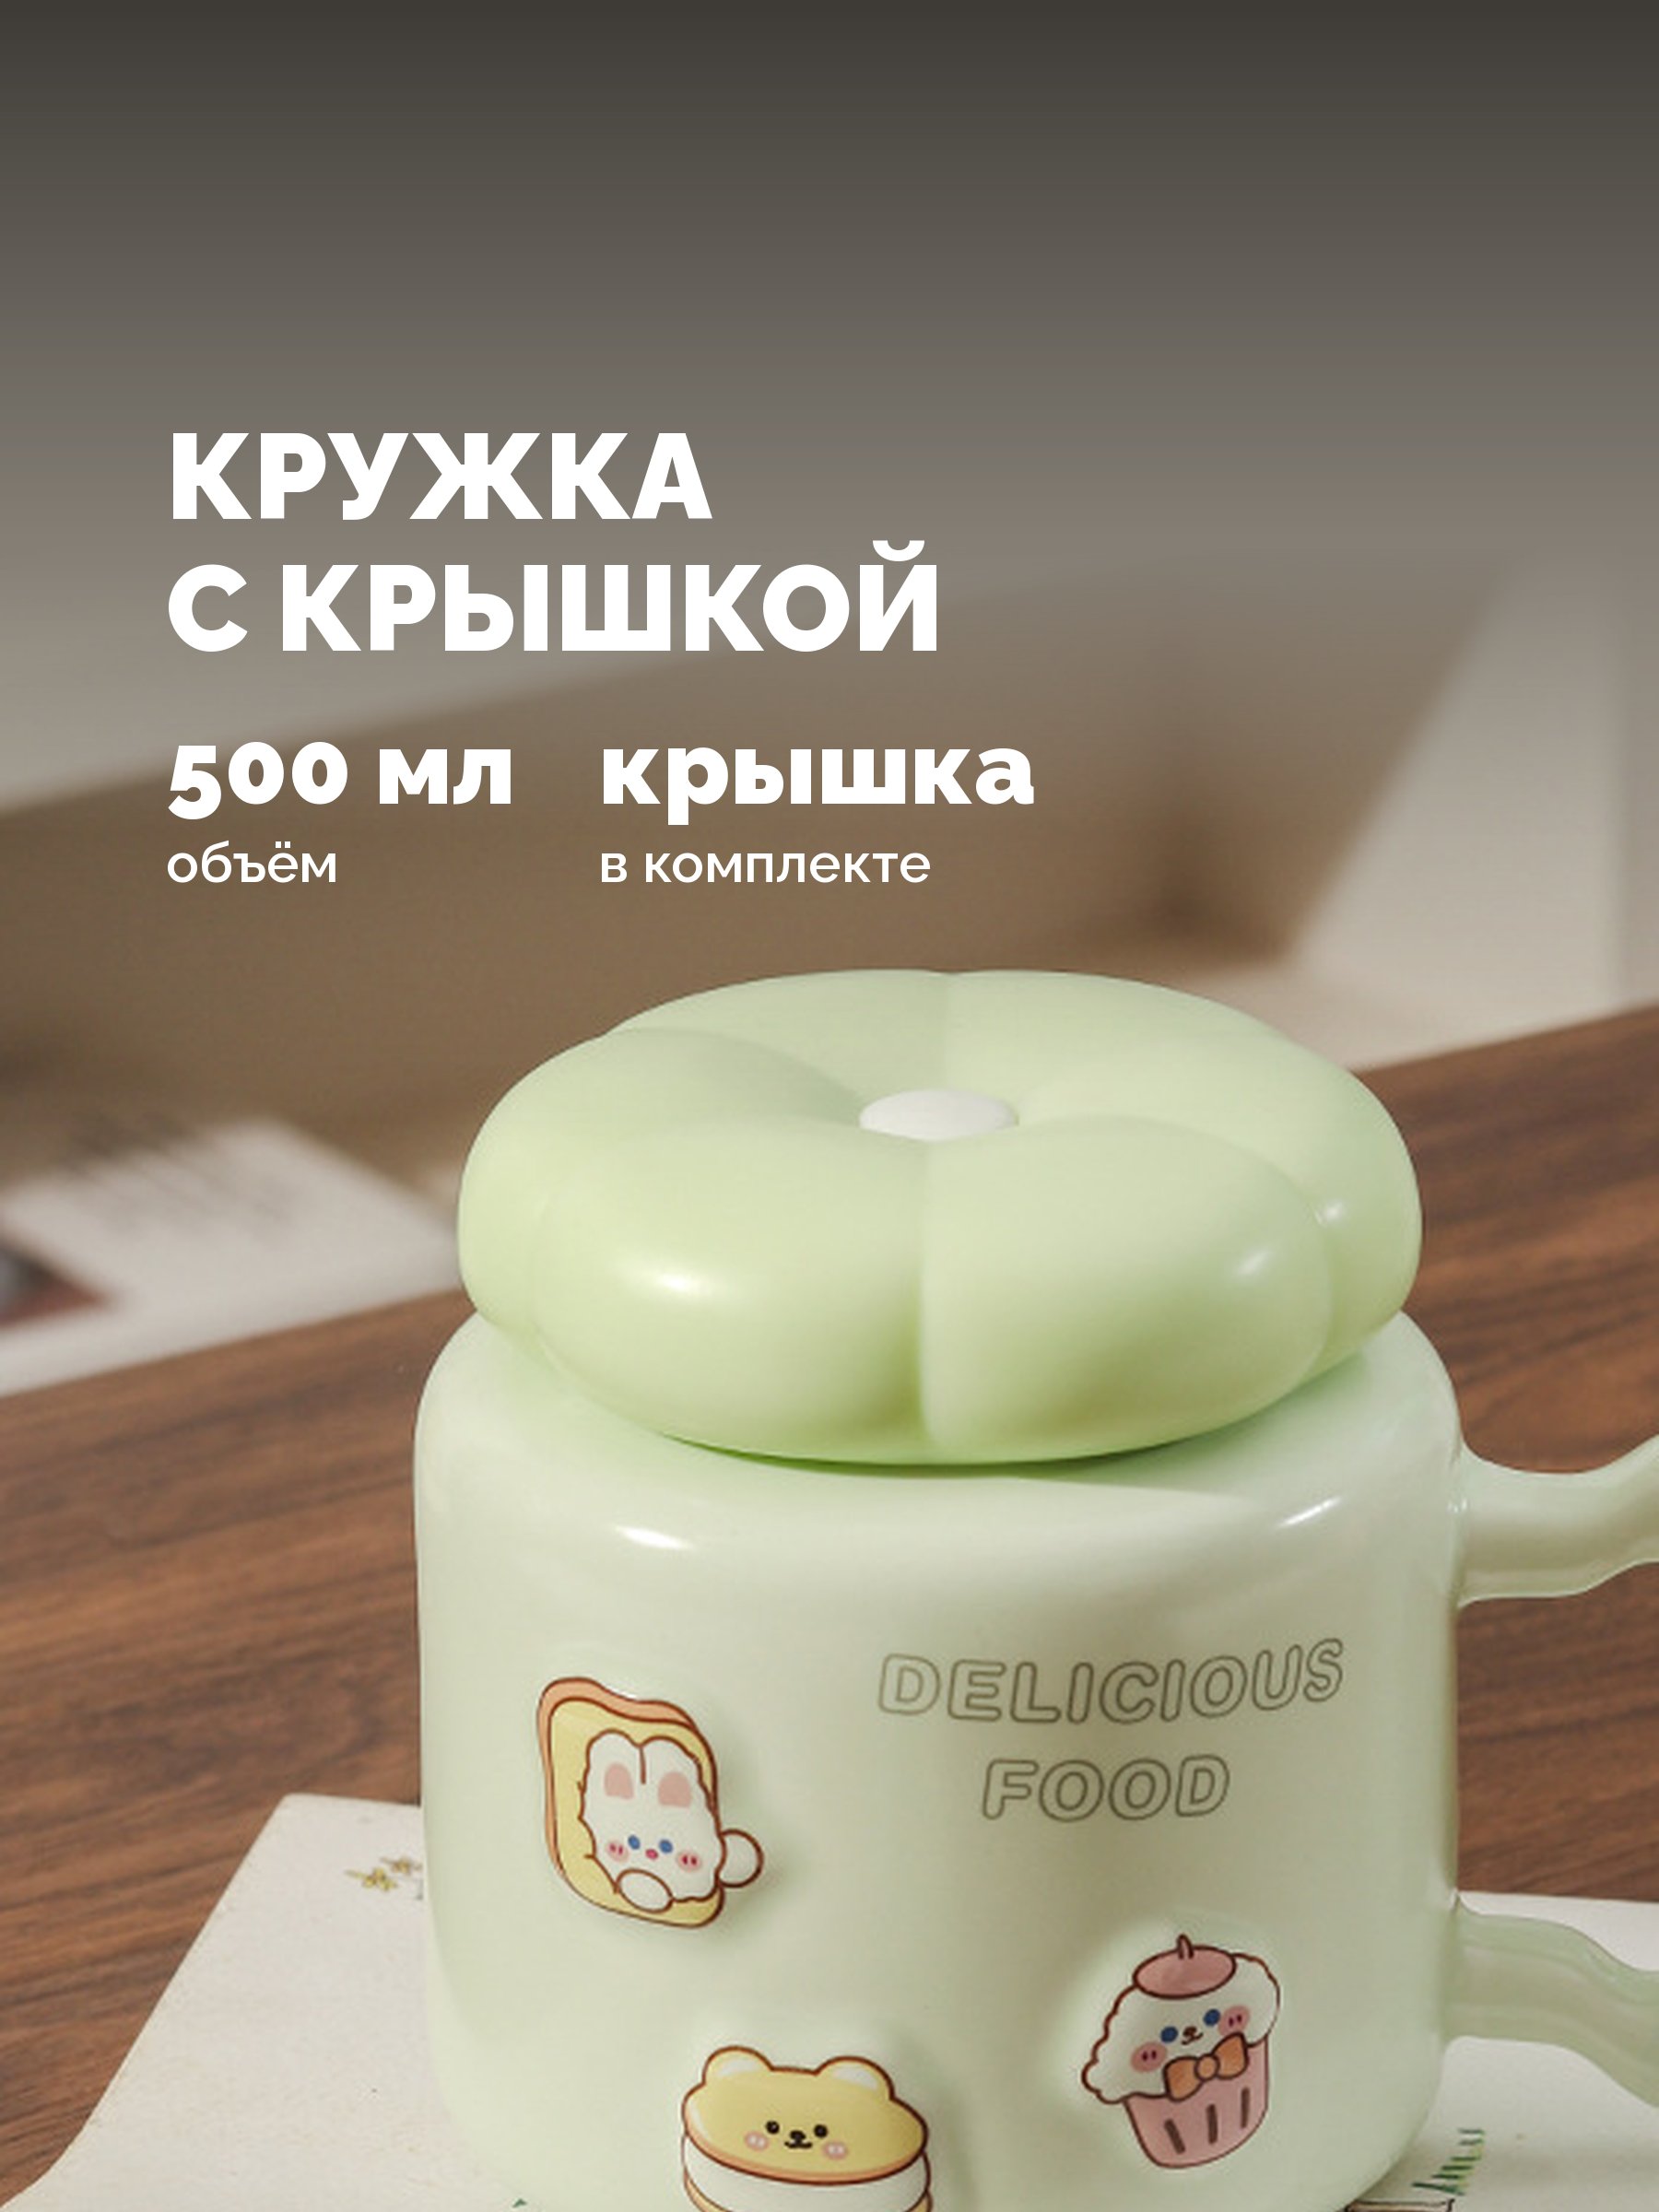 КРУЖКА
С КРЫШКОЙ
500 мл крышка
объём в комплекте
DELICIOUS
FOOD